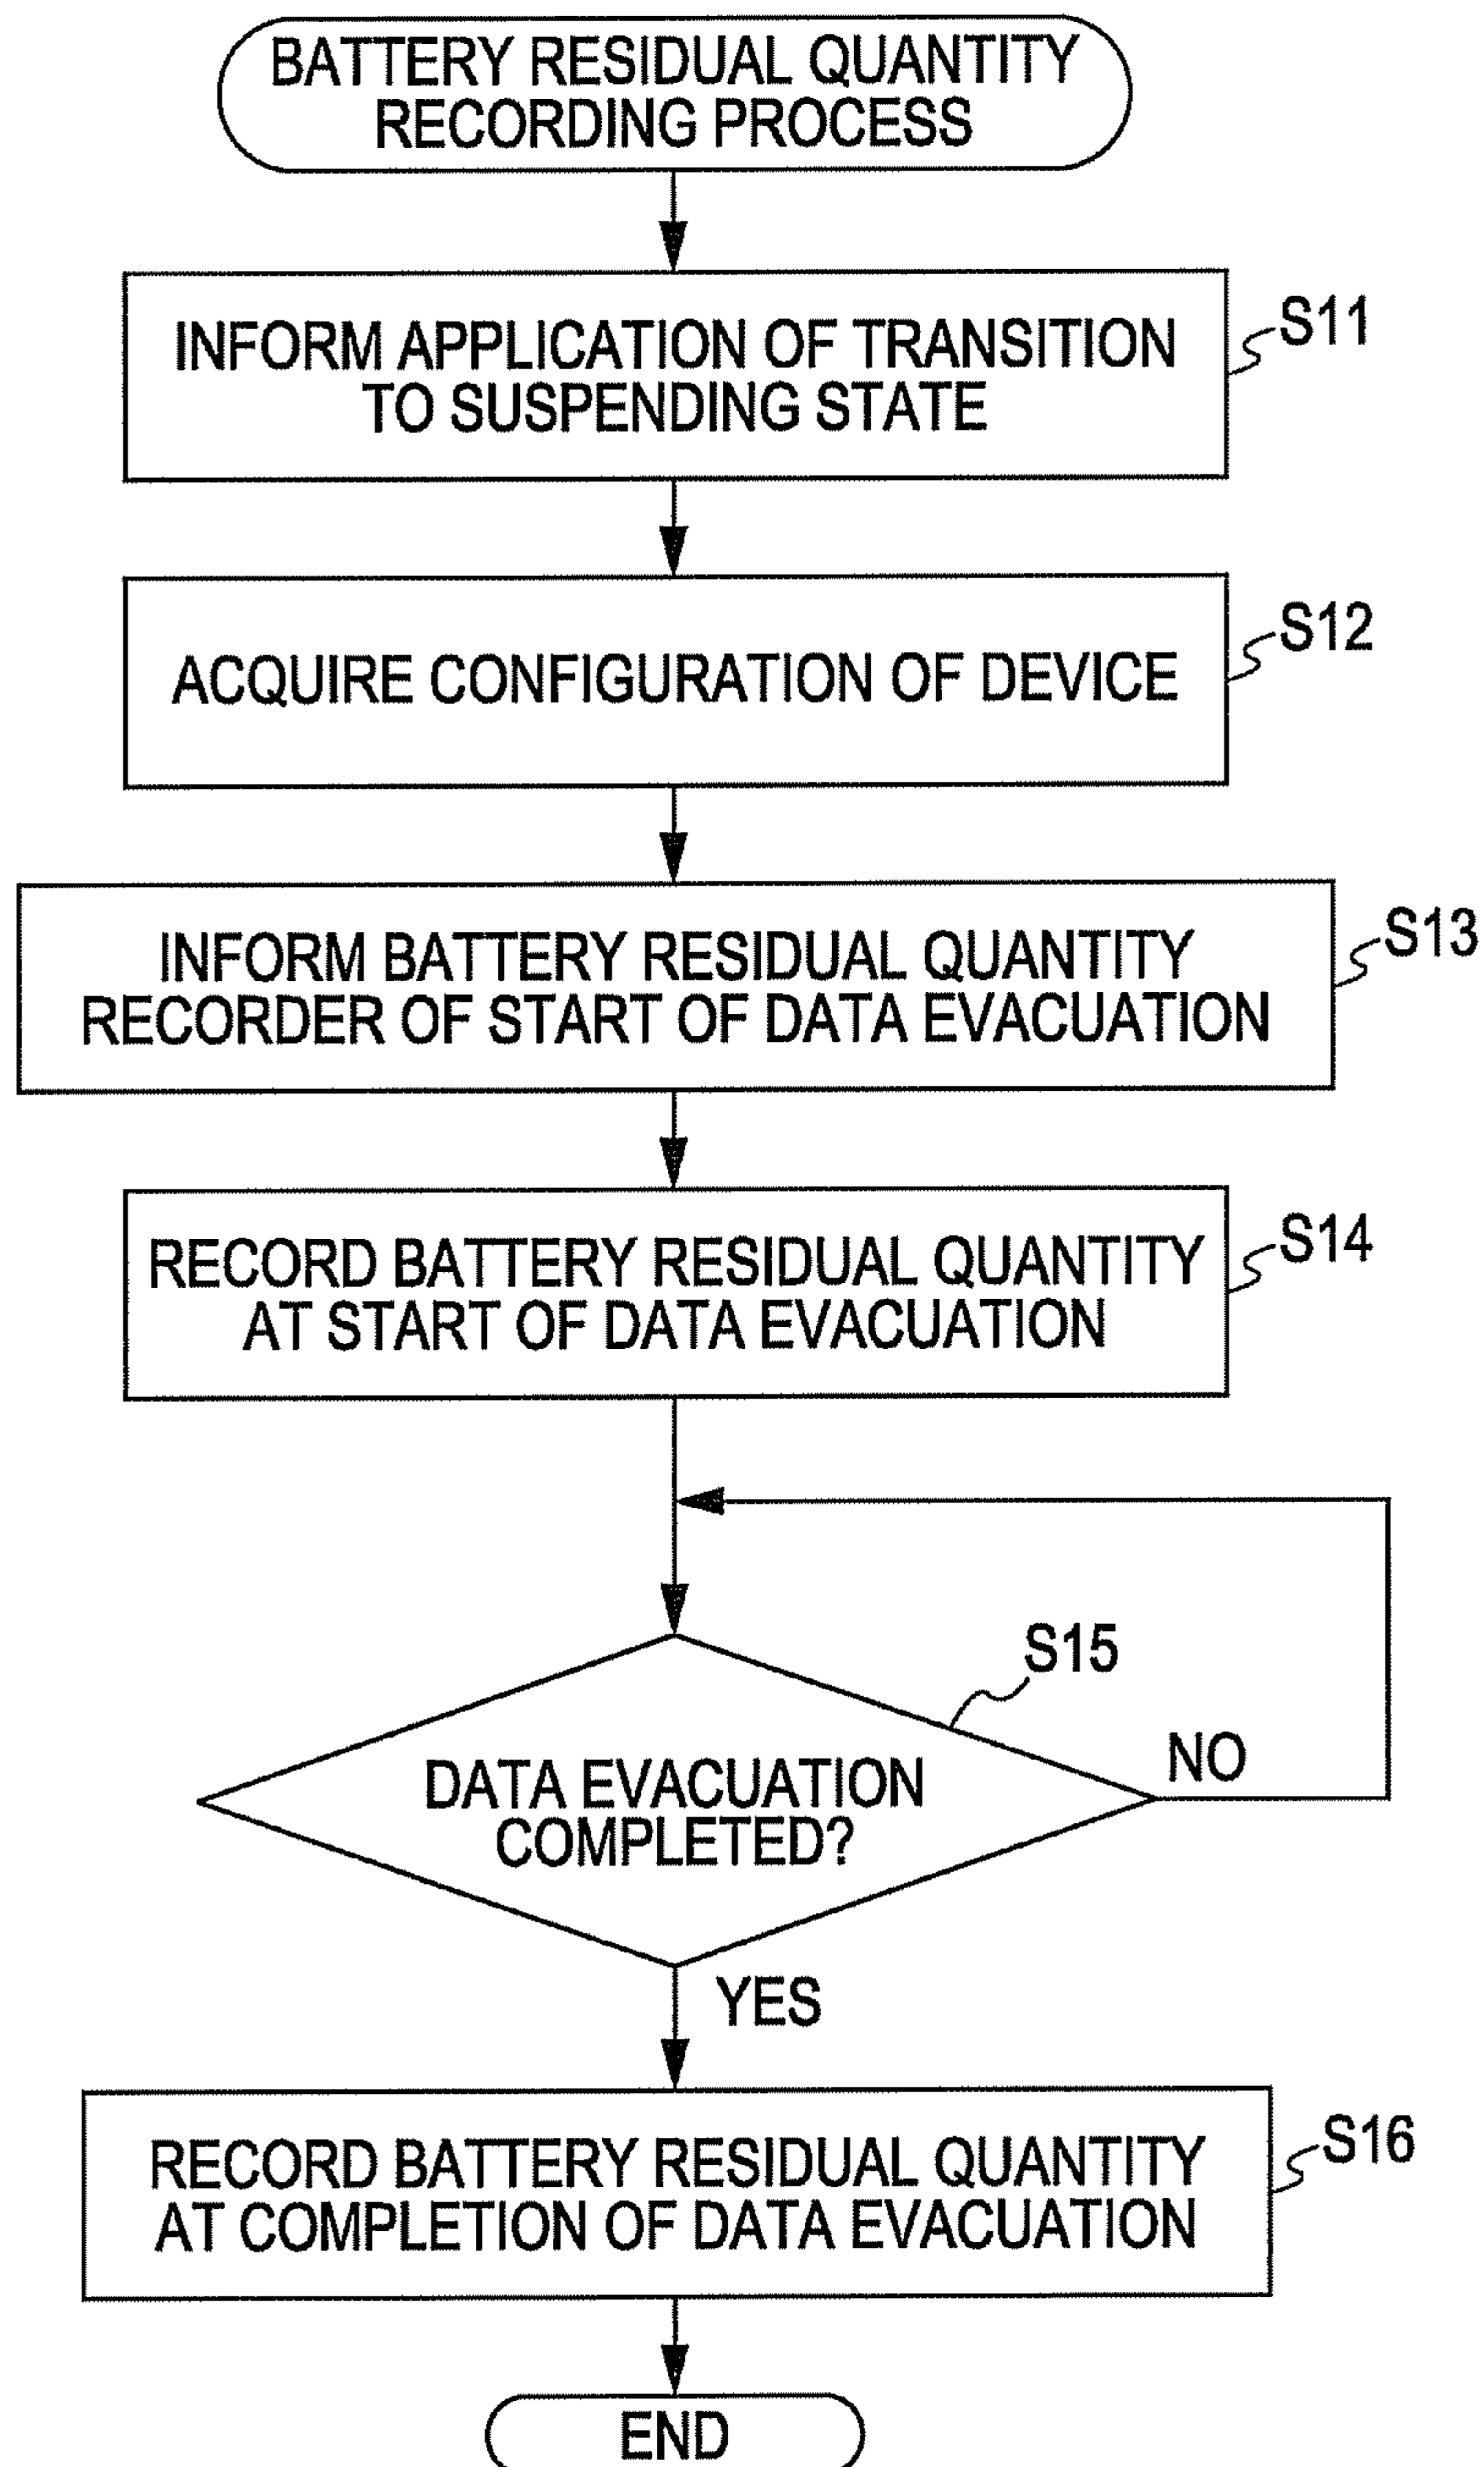 BATTERY RESIDUAL QUANTITY
RECORDING PROCESS
INFORM APPLICATION OF TRANSITION
TO SUSPENDING STATE
S11
ACQUIRE CONFIGURATION OF DEVICE
S12
INFORM BATTERY RESIDUAL QUANTITY
RECORDER OF START OF DATA EVACUATION
S13
RECORD BATTERY RESIDUAL QUANTITY
AT START OF DATA EVACUATION
S14
S15
DATA EVACUATION
COMPLETED?
NO
YES
RECORD BATTERY RESIDUAL QUANTITY
AT COMPLETION OF DATA EVACUATION
S16
END